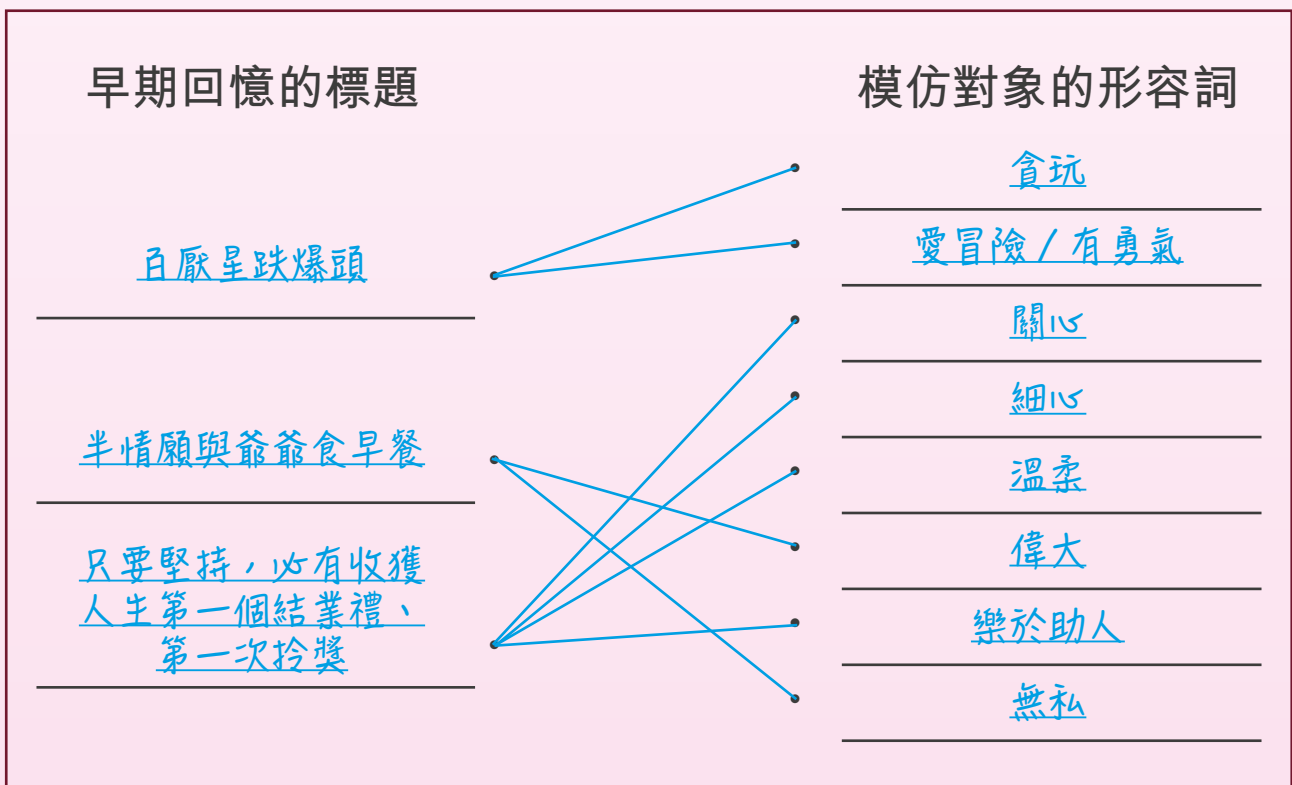 早期回憶的標題
百厭星跌爆頭
半情願與爺爺食早餐
只要堅持，必有收獲
人生第一個結業禮、
第一次拎獎
模仿對象的形容詞
貪玩
愛冒險/有勇氣
關心
細心
溫柔
偉大
樂於助人
無私